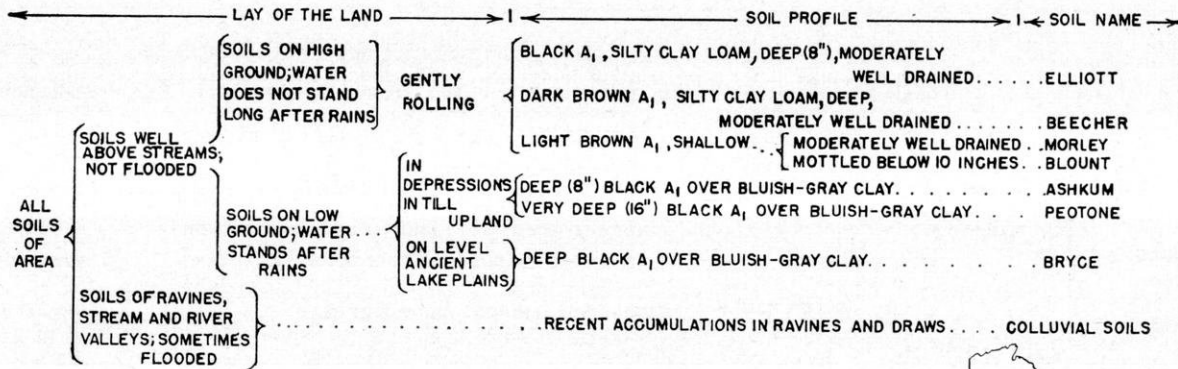 LAY OF THE LAND SOIL PROFILE SOIL NAME
SOILS ON HIGH
GROUND; WATER
DOES NOT STAND
LONG AFTER RAINS
GENTLY
ROLLING
BLACK A₁, SILTY CLAY LOAM, DEEP (8"), MODERATELY
WELL DRAINED...... ELLIOTT
DARK BROWN A₁, SILTY CLAY LOAM, DEEP,
MODERATELY WELL DRAINED....... BEECHER
LIGHT BROWN A₁, SHALLOW...
MODERATELY WELL DRAINED.. MORLEY
MOTTLED BELOW 10 INCHES.. BLOUNT
SOILS WELL
ABOVE STREAMS;
NOT FLOODED
SOILS ON LOW
GROUND; WATER...
STANDS AFTER
RAINS
IN
DEPRESSIONS
IN TILL
UPLAND
DEEP (8") BLACK A₁ OVER BLUISH-GRAY CLAY....... ASHKUM
VERY DEEP (16") BLACK A₁ OVER BLUISH-GRAY CLAY. PEOTONE
ON LEVEL
ANCIENT
LAKE PLAINS
DEEP BLACK A₁ OVER BLUISH-GRAY CLAY.......... BRYCE
ALL
SOILS
OF
AREA
SOILS OF RAVINES,
STREAM AND RIVER
VALLEYS; SOMETIMES
FLOODED
...RECENT ACCUMULATIONS IN RAVINES AND DRAWS.... COLLUVIAL SOILS